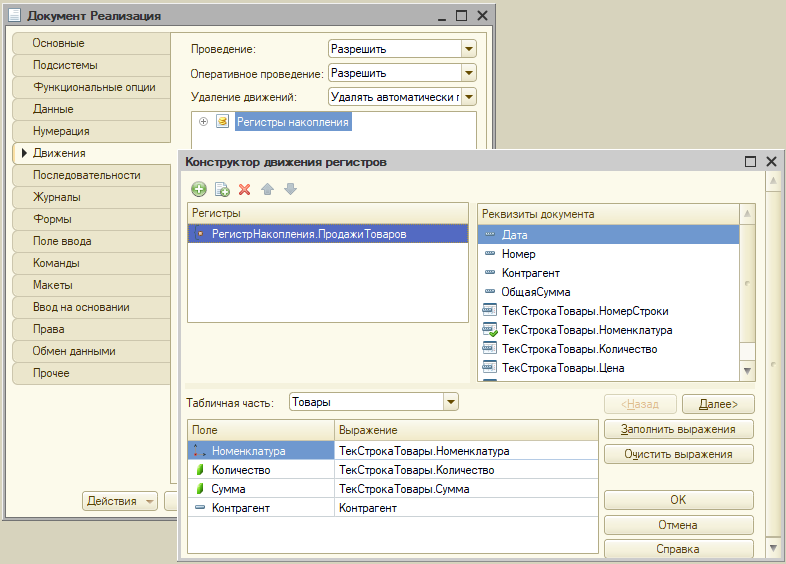 Документ Реализация
Основные
Подсистемы
Функциональные опции
Данные
Нумерация
Движения
Последовательности
Журналы
Формы
Поле ввода
Команды
Макеты
Ввод на основании
Права
Обмен данными
Прочее
Проведение: Разрешить
Оперативное проведение: Разрешить
Удаление движений: Удалять автоматически
Регистры накопления
Действия
Конструктор движения регистров
Регистры
РегистрНакопления.ПродажиТоваров
Реквизиты документа
Дата
Номер
Контрагент
ОбщаяСумма
ТекСтрокаТовары.НомерСтроки
ТекСтрокаТовары.Номенклатура
ТекСтрокаТовары.Количество
ТекСтрокаТовары.Цена
Табличная часть: Товары
<Назад Далее>
Поле Выражение
Номенклатура ТекСтрокаТовары.Номенклатура
Количество ТекСтрокаТовары.Количество
Сумма ТекСтрокаТовары.Сумма
Контрагент Контрагент
Заполнить выражения
Очистить выражения
ОК
Отмена
Справка